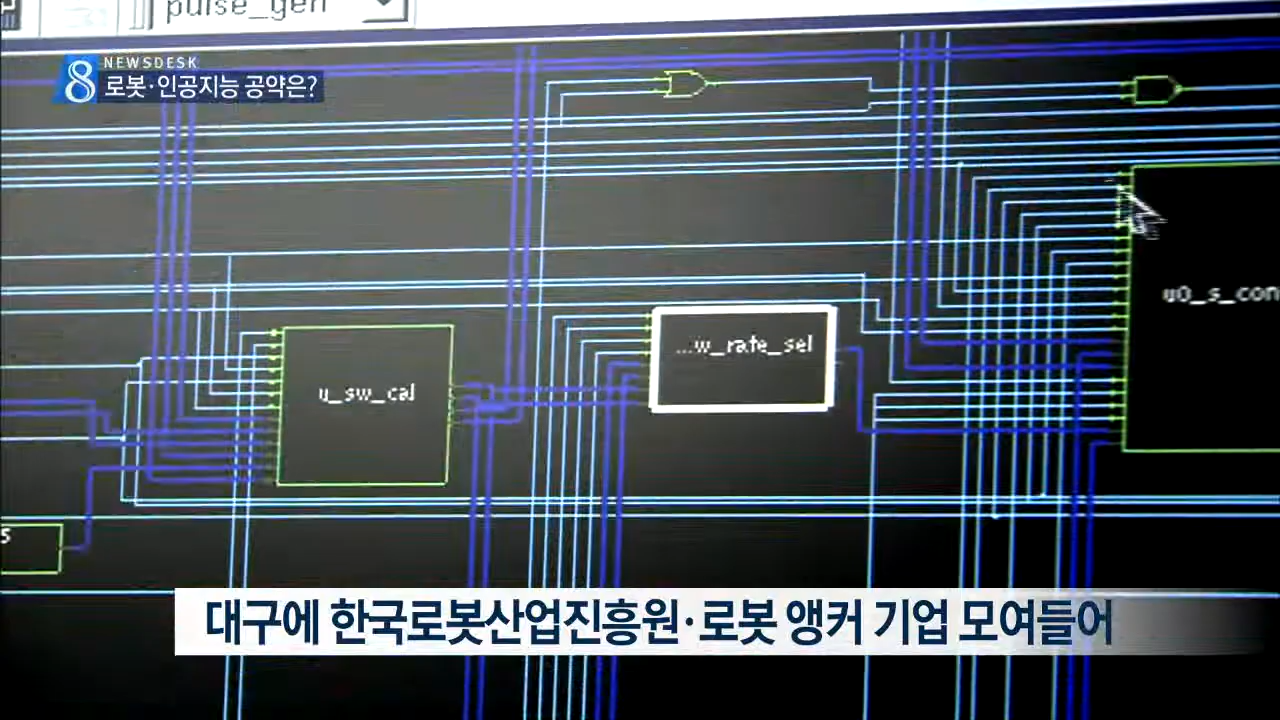 pulse_gen
NEWSDESK
8 로봇·인공지능 공약은?
...w_rate_sel
u0_s_con
u_sw_cal
s
대구에 한국로봇산업진흥원·로봇 앵커 기업 모여들어